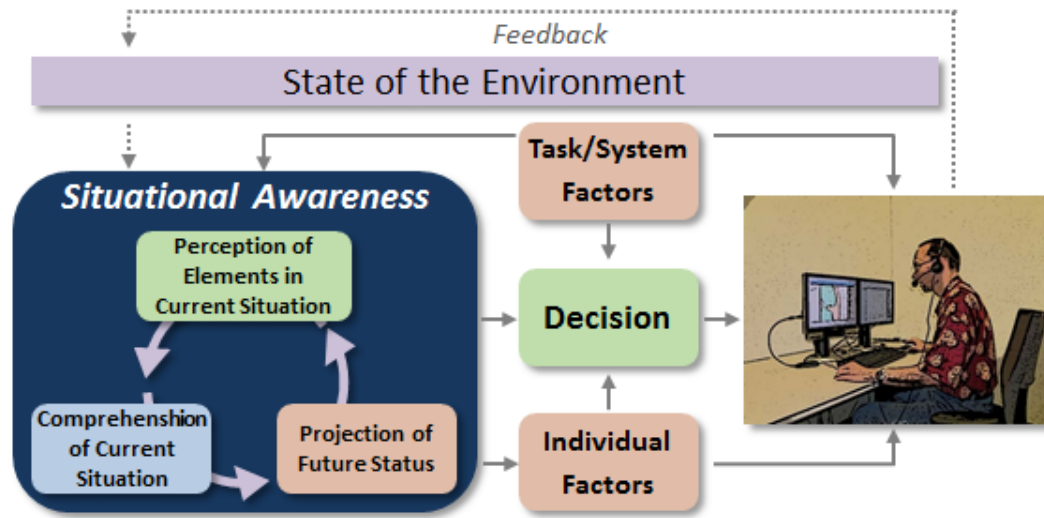 Feedback
State of the Environment
Situational Awareness
Perception of
Elements in
Current Situation
Comprehenshion
of Current
Situation
Projection of
Future Status
Task/System
Factors
Decision
Individual
Factors